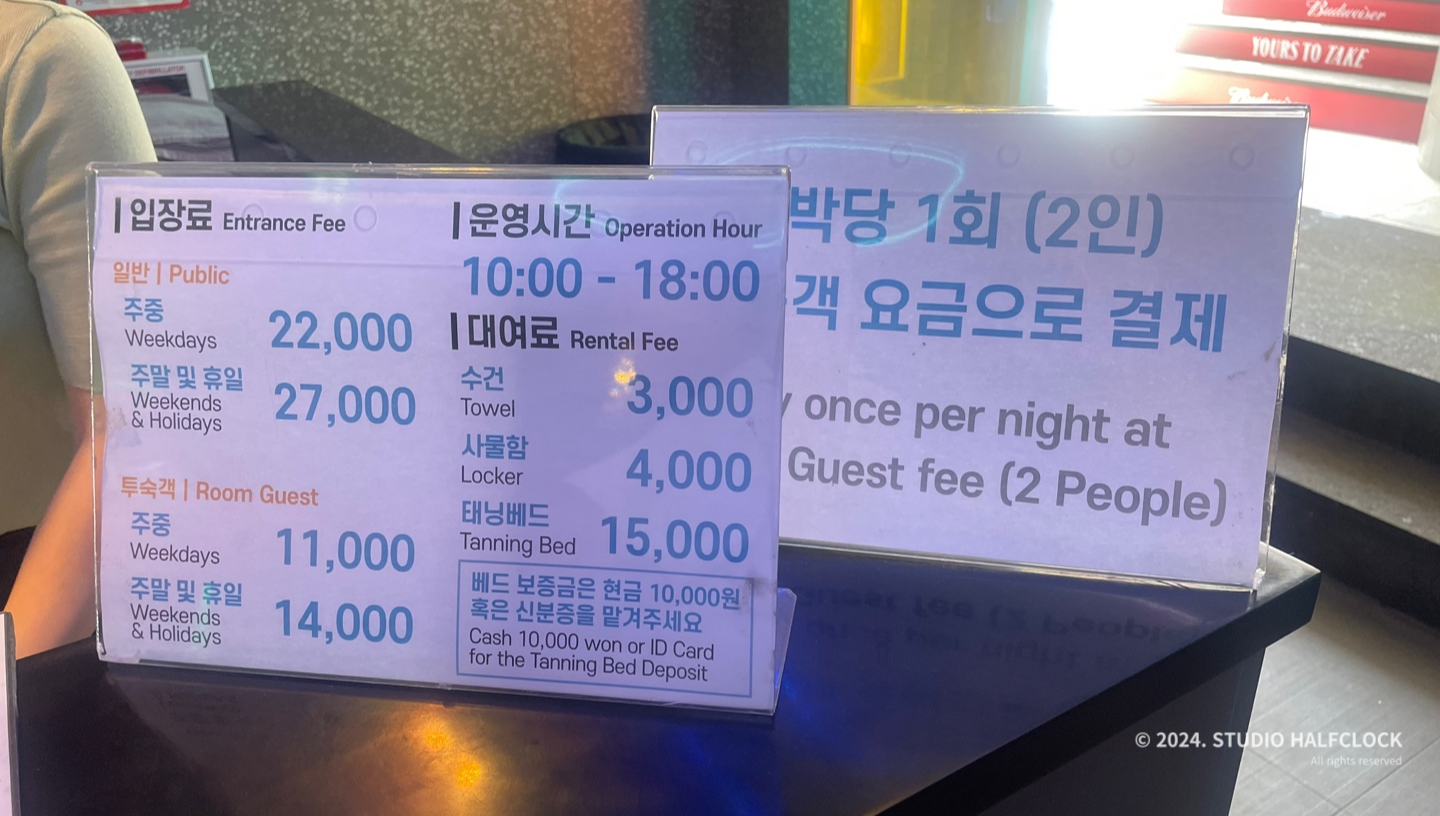 입장료 Entrance Fee
일반 | Public
주중
Weekdays
22,000
주말 및 휴일
Weekends
& Holidays
27,000
투숙객 | Room Guest
주중
Weekdays
11,000
주말 및 휴일
Weekends
& Holidays
14,000
운영시간 Operation Hour
10:00 - 18:00
대여료 Rental Fee
수건
Towel
3,000
사물함
Locker
4,000
태닝베드
Tanning Bed
15,000
베드 보증금은 현금 10,000원
혹은 신분증을 맡겨주세요
Cash 10,000 won or ID Card
for the Tanning Bed Deposit
박당 1회 (2인)
객 요금으로 결제
once per night at
Guest fee (2 People)
Budweiser
YOURS TO TAKE
© 2024. STUDIO HALFCLOCK
All rights reserved